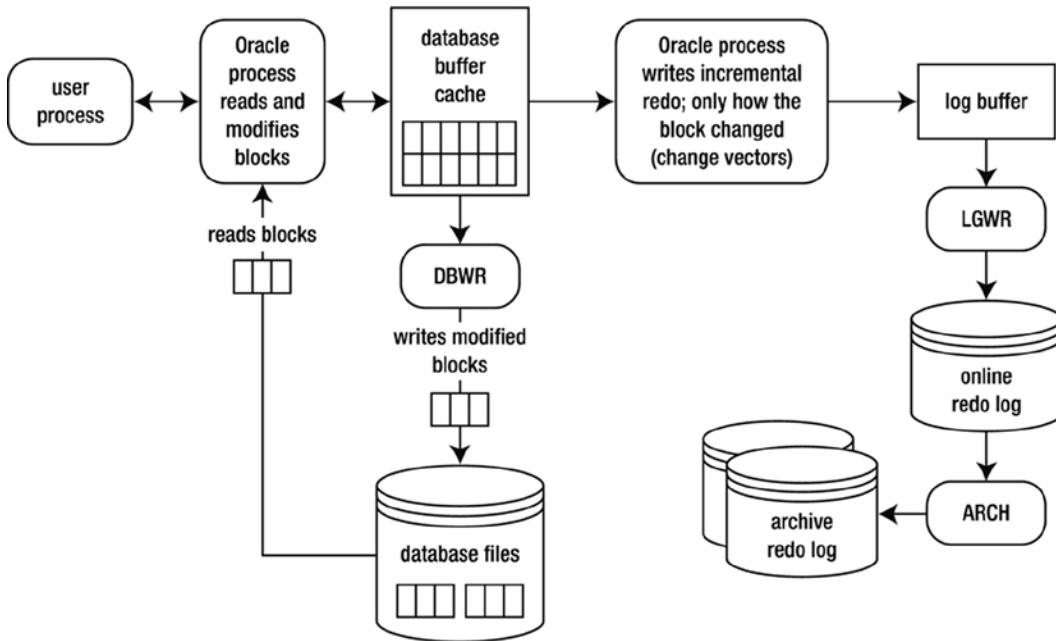 user
process
Oracle
process
reads and
modifies
blocks
database
buffer
cache
Oracle process
writes incremental
redo; only how the
block changed
(change vectors)
log buffer
reads blocks
DBWR
LGWR
writes modified
blocks
online
redo log
database files
archive
redo log
ARCH